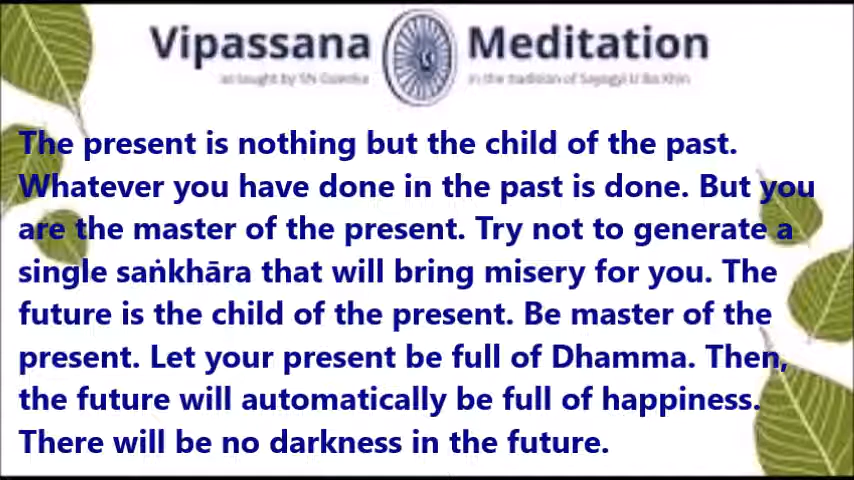 Vipassana Meditation
as taught by SN Goenka in the tradition of Sayagyi U Ba Khin
The present is nothing but the child of the past.
Whatever you have done in the past is done. But you
are the master of the present. Try not to generate a
single saṅkhāra that will bring misery for you. The
future is the child of the present. Be master of the
present. Let your present be full of Dhamma. Then,
the future will automatically be full of happiness.
There will be no darkness in the future.